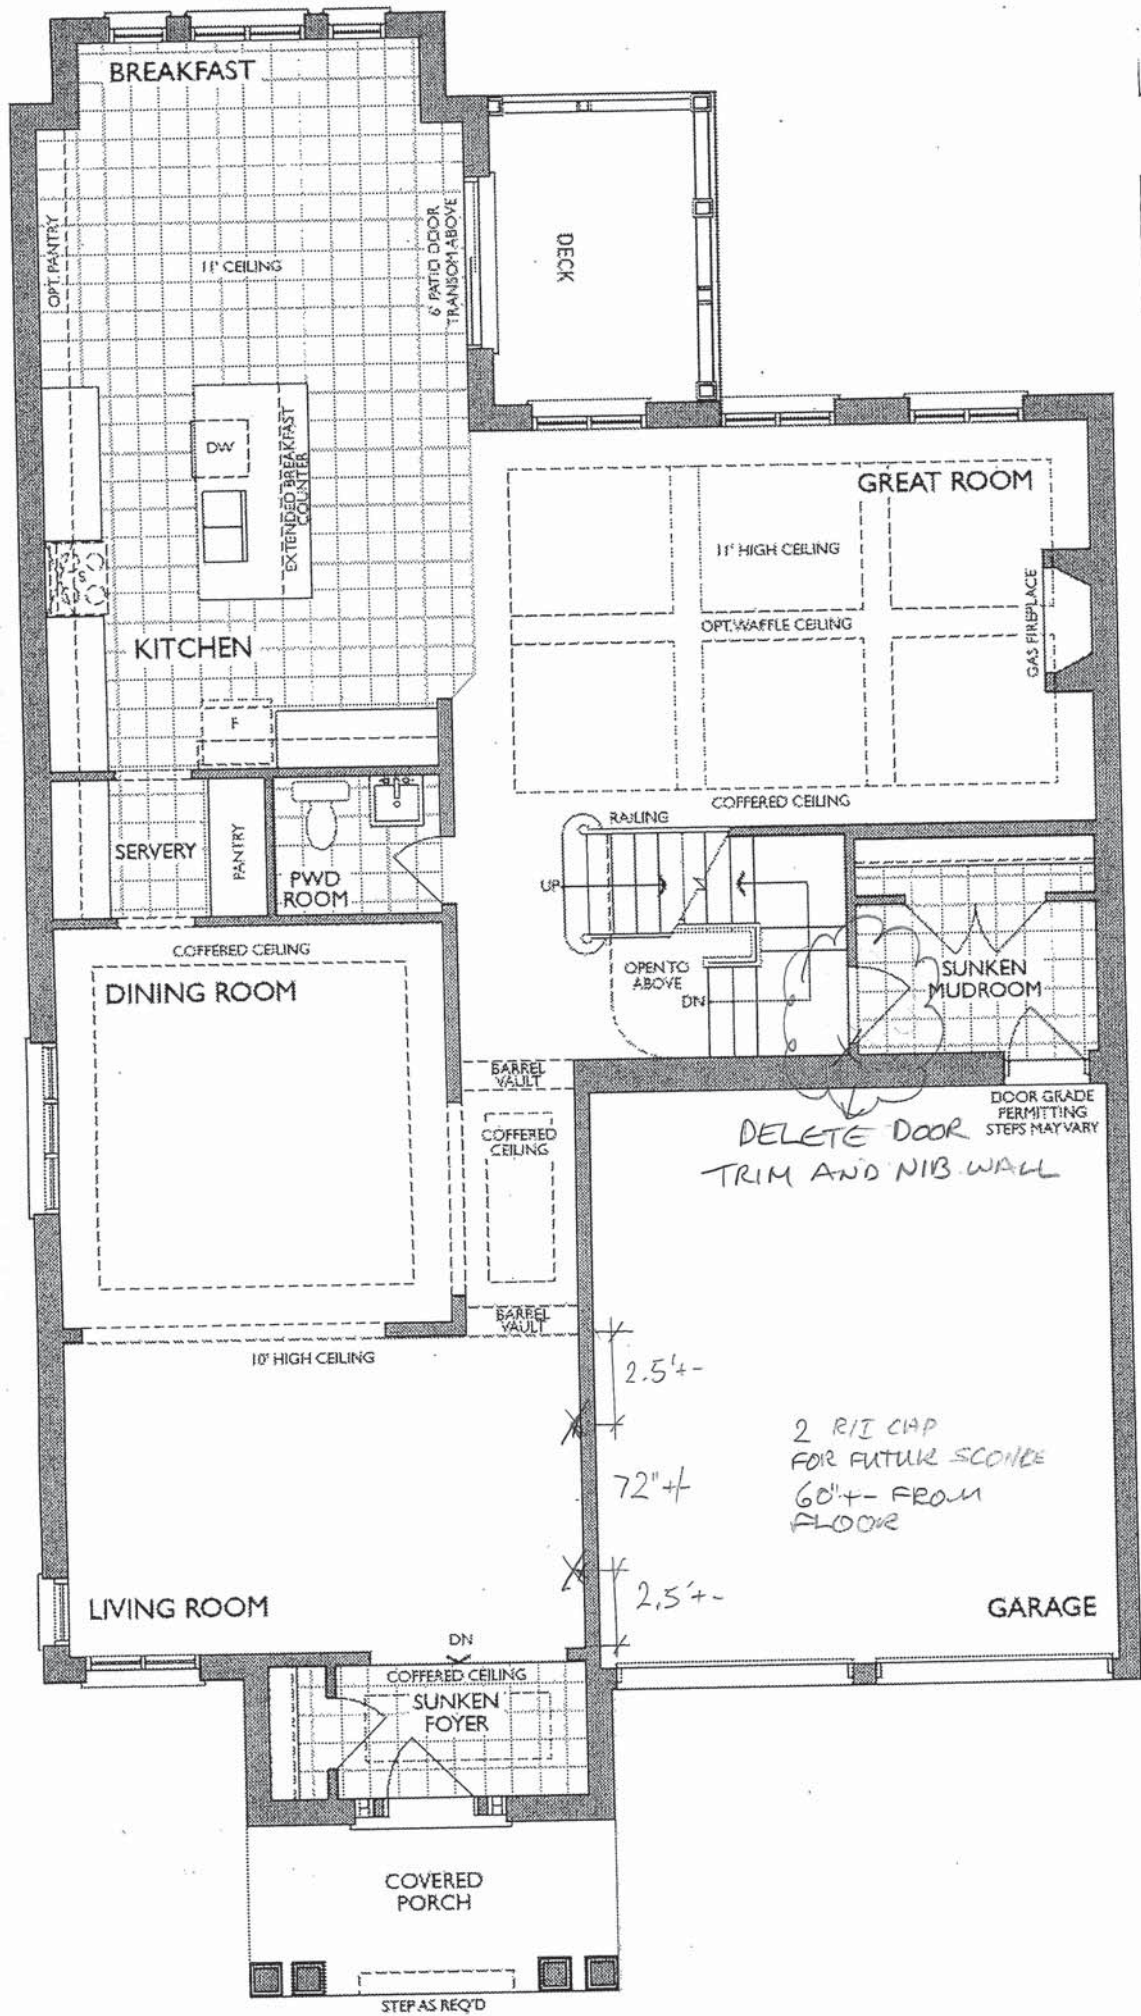 BREAKFAST
OPT. PANTRY
11' CEILING
6' PATIO DOOR
TRANSOM ABOVE
DECK
DW
EXTENDED BREAKFAST
COUNTER
GREAT ROOM
11' HIGH CEILING
OPT. WAFFLE CEILING
GAS FIREPLACE
S
KITCHEN
F
COFFERED CEILING
RAILING
SERVERY
PANTRY
PWD
ROOM
UP
OPEN TO
ABOVE
DN
SUNKEN
MUDROOM
COFFERED CEILING
DINING ROOM
BARREL
VAULT
COFFERED
CEILING
DOOR GRADE
PERMITTING
STEPS MAY VARY
DELETE DOOR
TRIM AND NIB WALL
BARREL
VAULT
10' HIGH CEILING
2.5'+-
2 R/I CAP
FOR FUTUR SCONCE
60"+- FROM
FLOOR
72"+/-
2.5'+-
LIVING ROOM
GARAGE
DN
COFFERED CEILING
SUNKEN
FOYER
COVERED
PORCH
STEP AS REQ'D